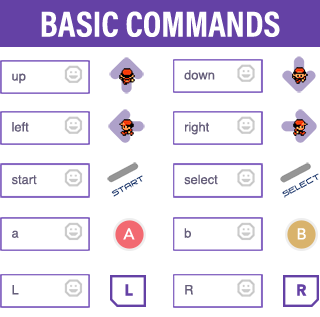 BASIC COMMANDS
up
down
left
right
start
START
select
SELECT
a
A
b
B
L
L
R
R